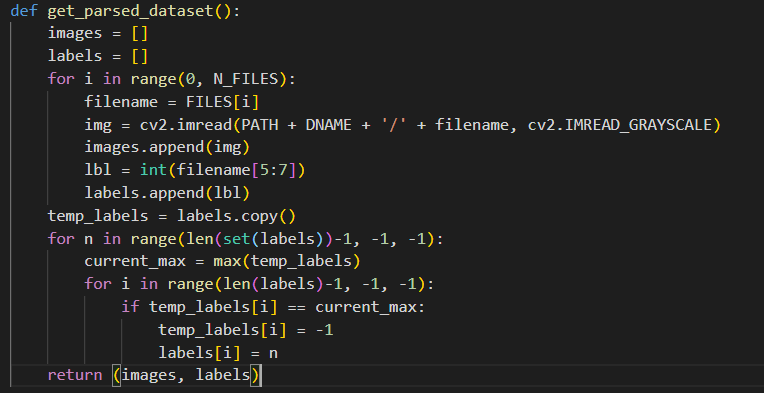 def get_parsed_dataset():
    images = []
    labels = []
    for i in range(0, N_FILES):
        filename = FILES[i]
        img = cv2.imread(PATH + DNAME + '/' + filename, cv2.IMREAD_GRAYSCALE)
        images.append(img)
        lbl = int(filename[5:7])
        labels.append(lbl)
    temp_labels = labels.copy()
    for n in range(len(set(labels))-1, -1, -1):
        current_max = max(temp_labels)
        for i in range(len(labels)-1, -1, -1):
            if temp_labels[i] == current_max:
                temp_labels[i] = -1
                labels[i] = n
    return (images, labels)